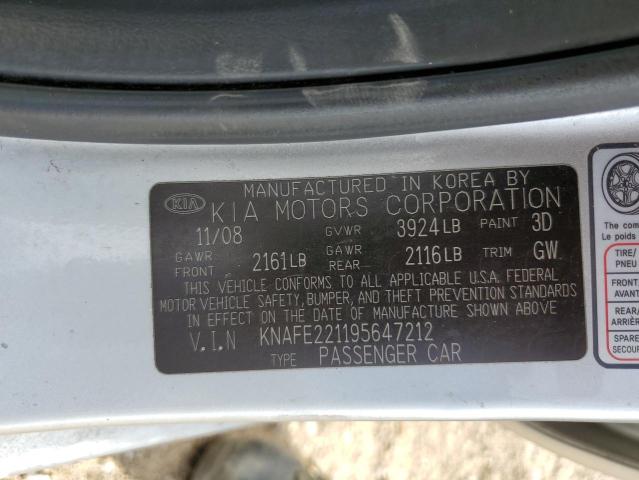 MANUFACTURED IN KOREA BY
KIA KIA MOTORS CORPORATION
11/08 GVWR 3924LB PAINT 3D
GAWR FRONT 2161LB GAWR REAR 2116LB TRIM GW
THIS VEHICLE CONFORMS TO ALL APPLICABLE U.S.A. FEDERAL
MOTOR VEHICLE SAFETY, BUMPER, AND THEFT PREVENTION STANDARDS
IN EFFECT ON THE DATE OF MANUFACTURE SHOWN ABOVE
V.I.N KNAFE221195647212
TYPE PASSENGER CAR
The com
Le poids
TIRE/
PNEU
FRONT
AVANT
REAR/
ARRIÈR
SPARE
SECOU